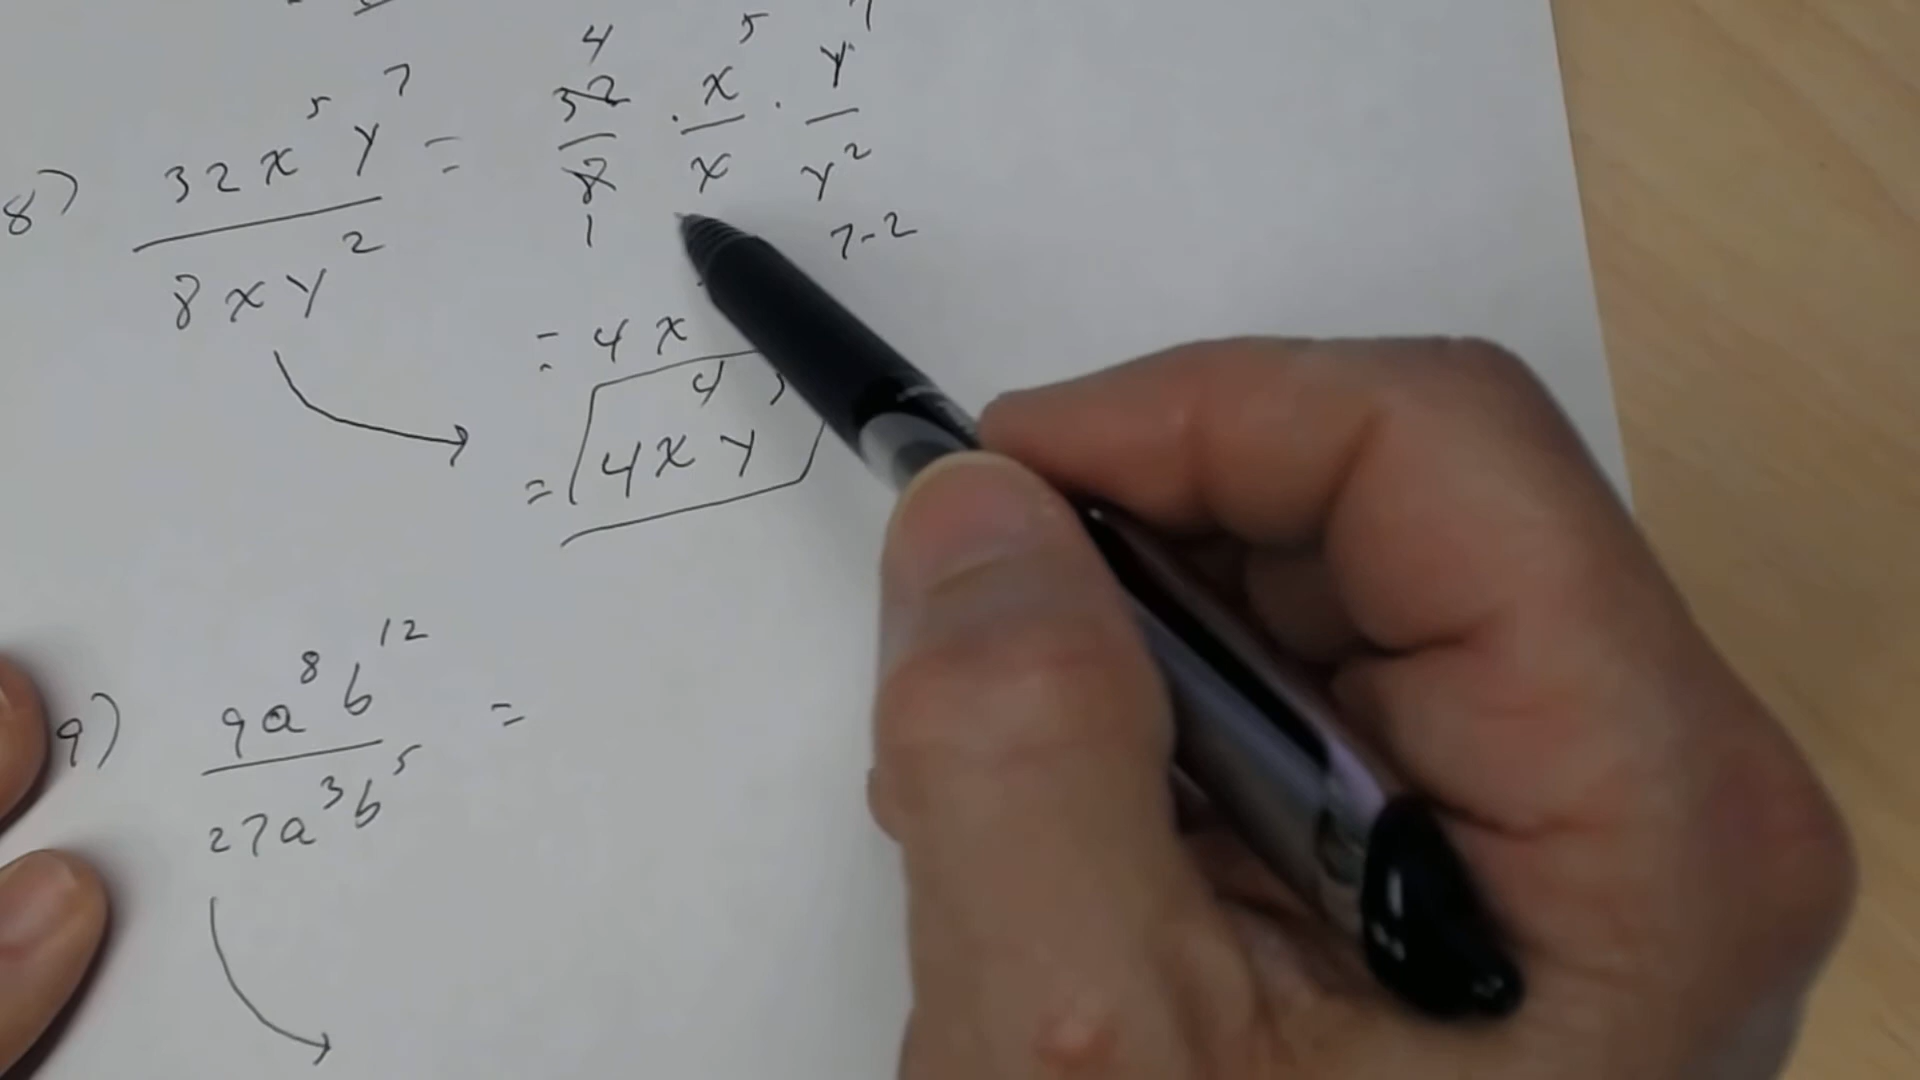 8) 32x⁵y⁷ / 8xy² = 32/8 · x⁵/x · y⁷/y²
4
1
7-2
= 4x
= 4x⁴y⁵
9) 9a⁸b¹² / 27a³b⁵ =